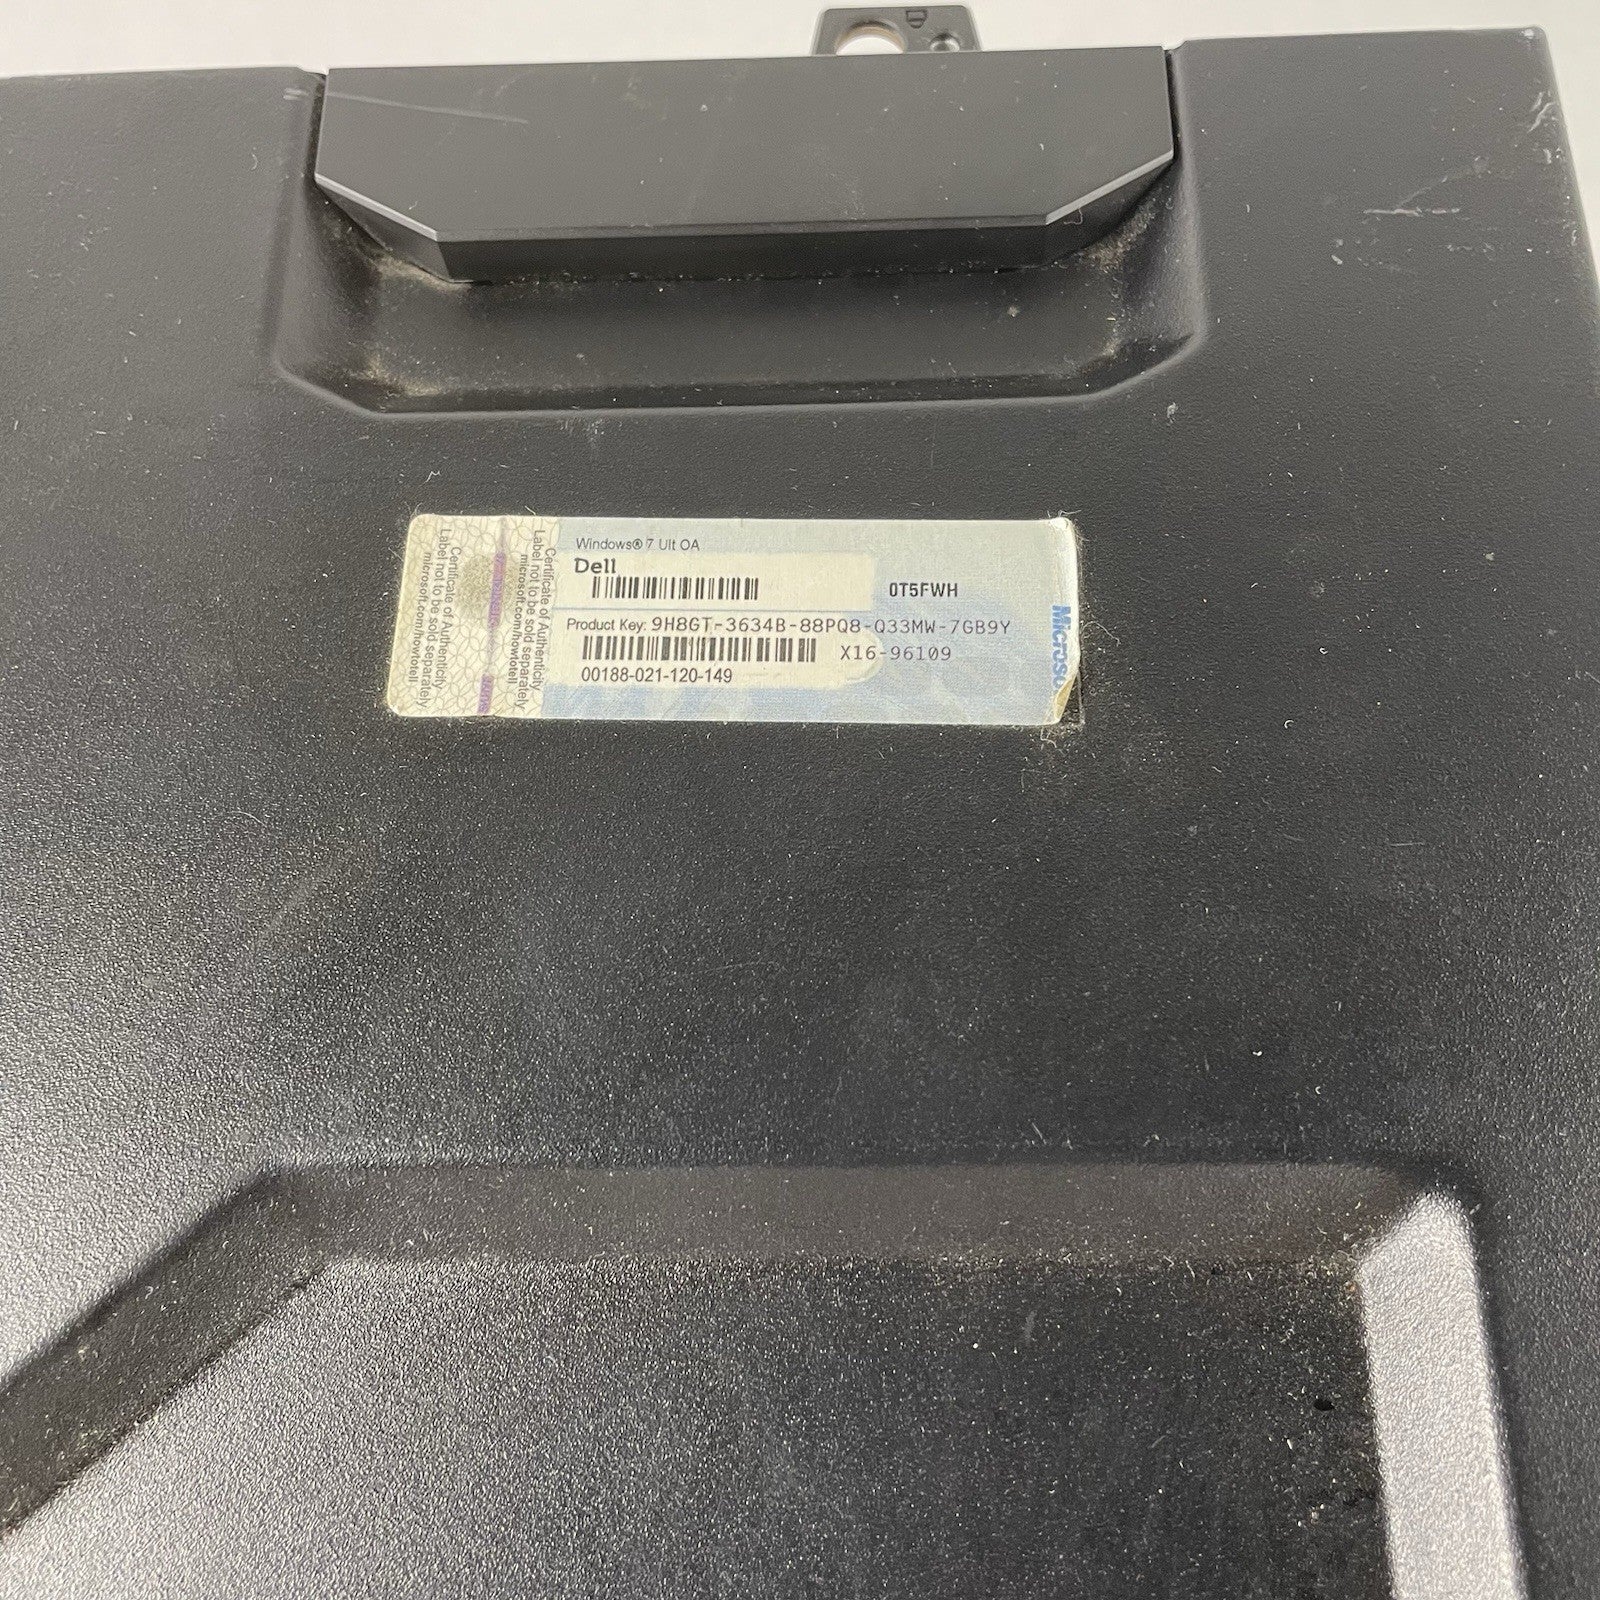 Certificate of Authenticity
Label not to be sold separately
microsoft.com/howtotell
Certificate of Authenticity
Label not to be sold separately
microsoft.com/howtotell
Windows® 7 Ult OA
Dell
0T5FWH
Product Key: 9H8GT-3634B-88PQ8-Q33MW-7GB9Y
X16-96109
00188-021-120-149